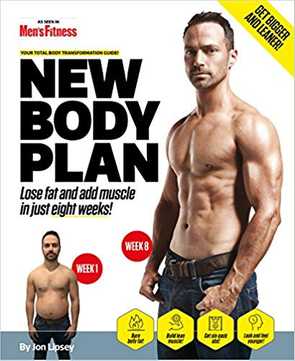 AS SEEN IN
Men'sFitness
YOUR TOTAL BODY TRANSFORMATION GUIDE!
GET BIGGER
AND LEANER!
NEW
BODY
PLAN
Lose fat and add muscle
in just eight weeks!
WEEK 8
WEEK 1
By Jon Lipsey
Burn
body fat!
Build lean
muscle!
Get six-pack
abs!
Look and feel
younger!